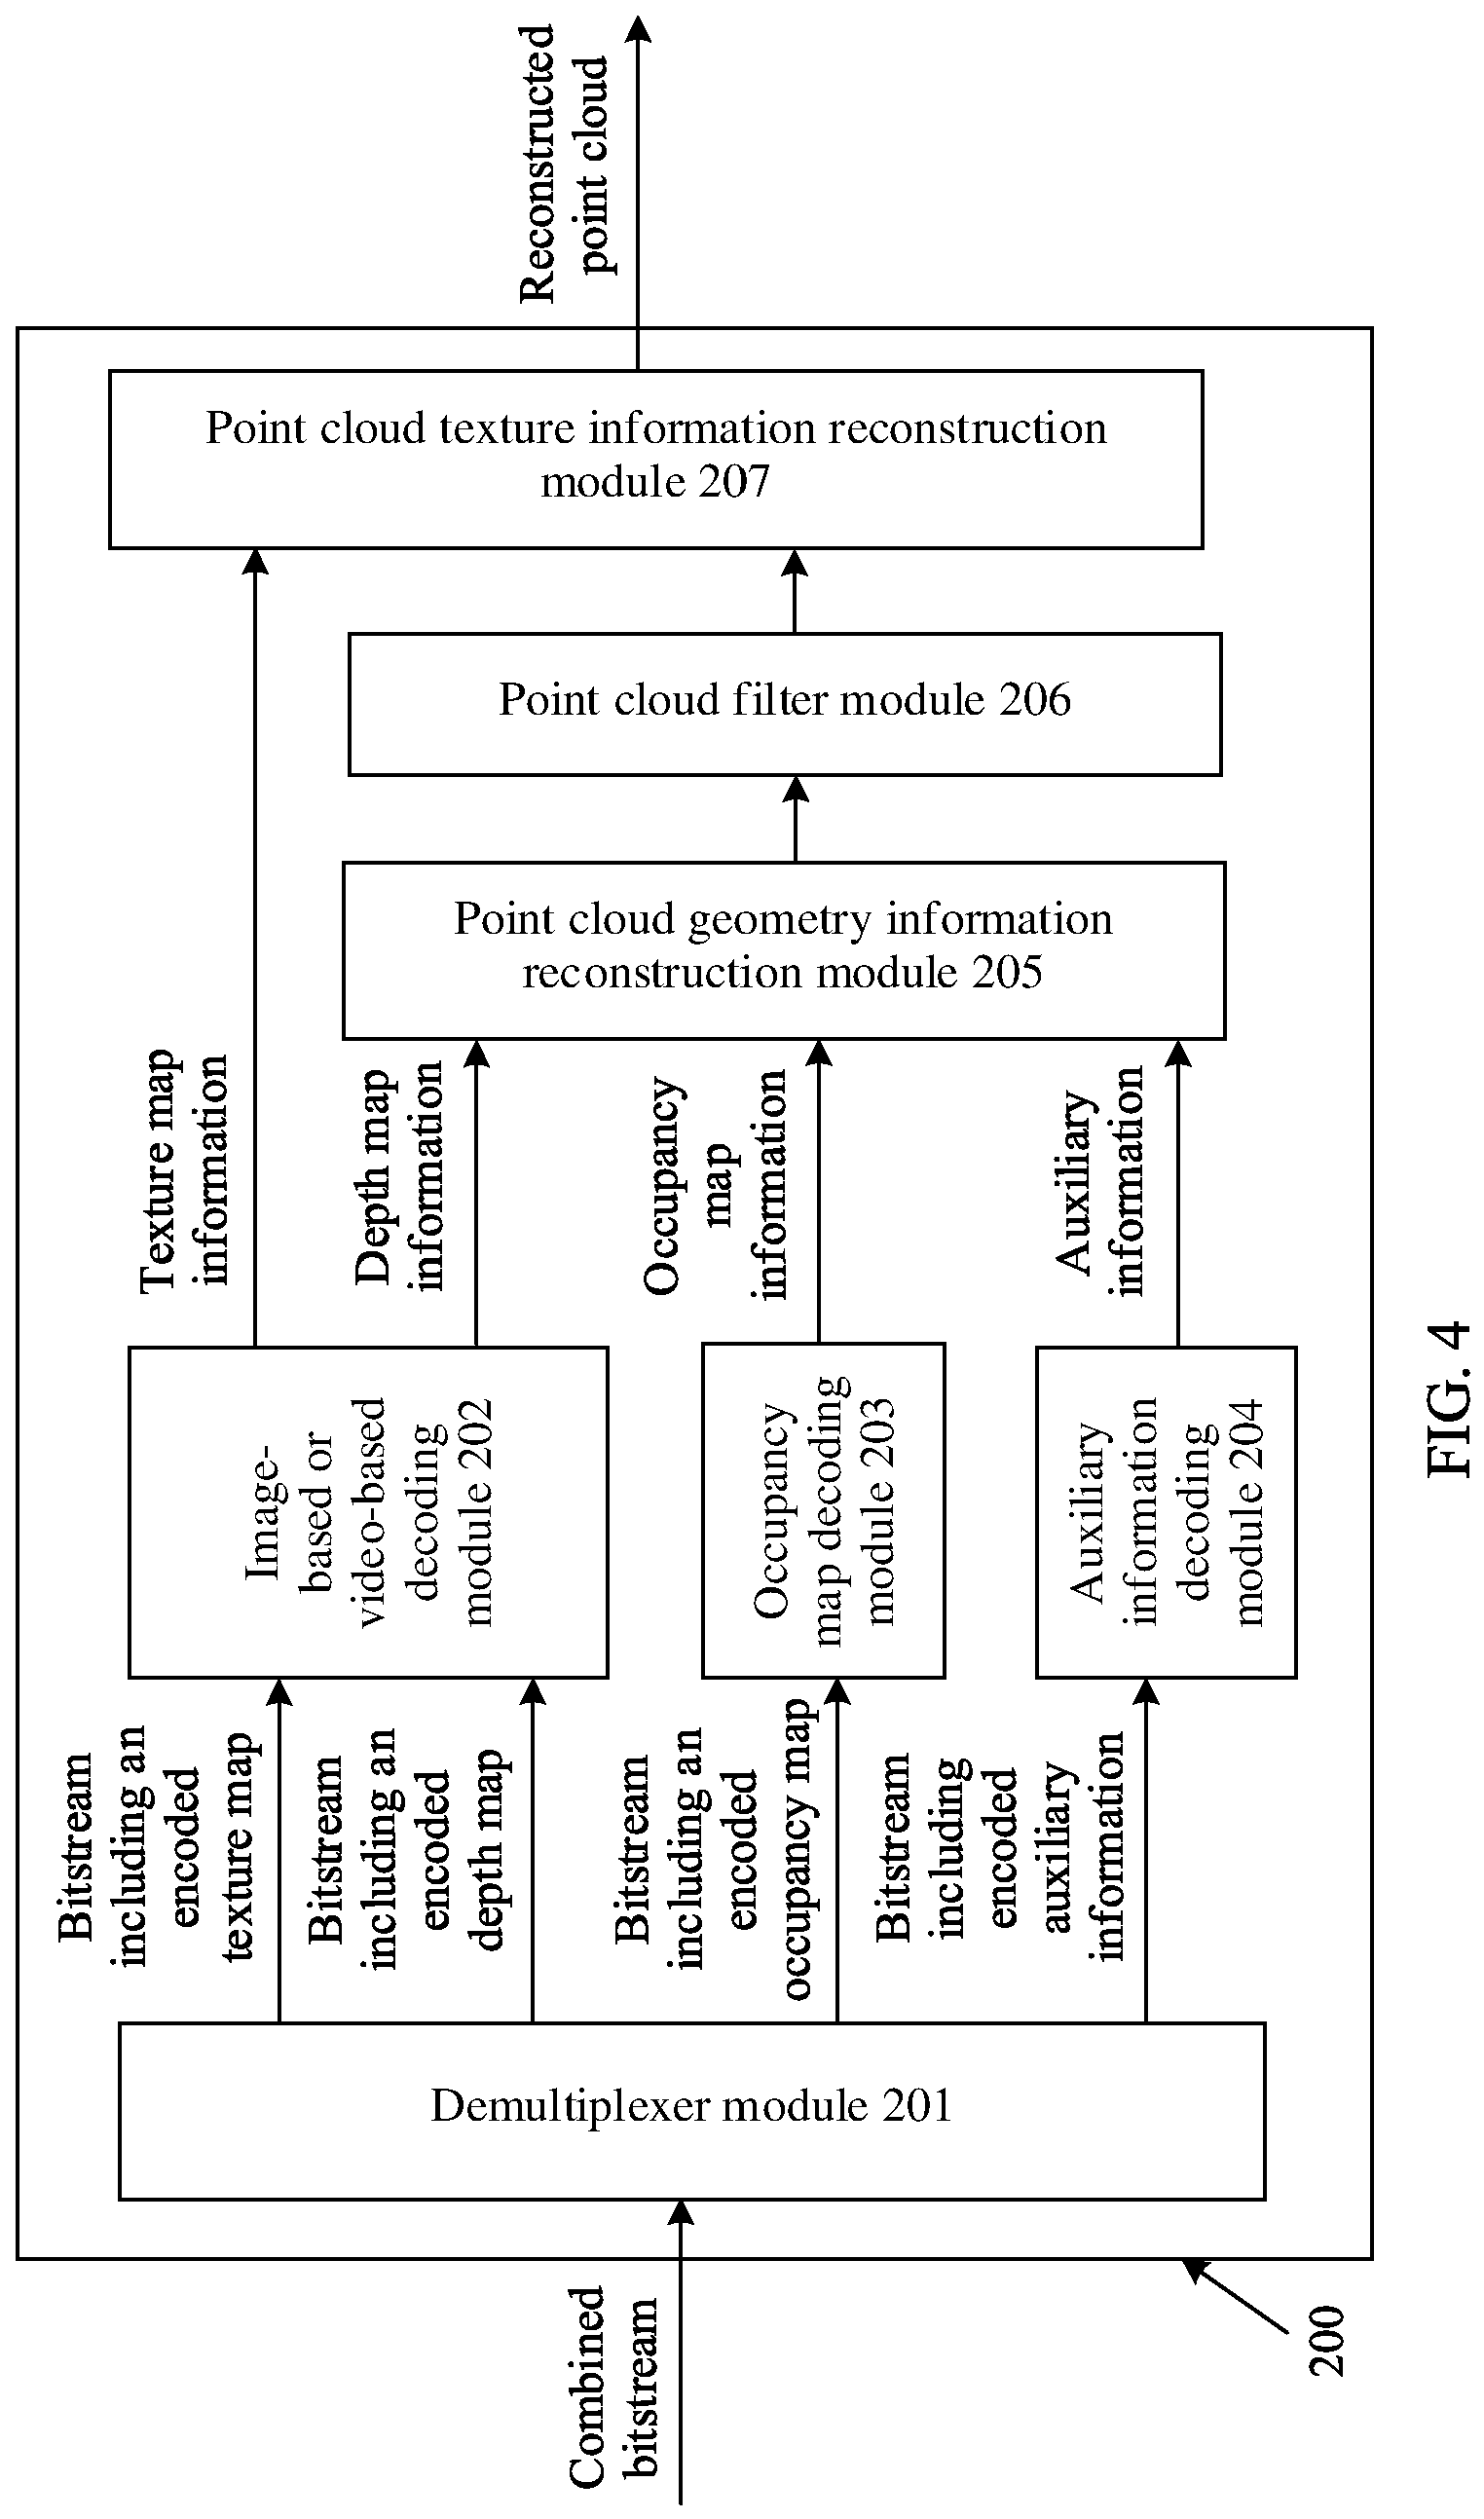 Reconstructed
point cloud
Point cloud texture information reconstruction
module 207
Point cloud filter module 206
Point cloud geometry information
reconstruction module 205
Texture map
information
Depth map
information
Occupancy
map
information
Auxiliary
information
Image-
based or
video-based
decoding
module 202
Occupancy
map decoding
module 203
Auxiliary
information
decoding
module 204
Bitstream
including an
encoded
texture map
Bitstream
including an
encoded
depth map
Bitstream
including an
encoded
occupancy map
Bitstream
including
encoded
auxiliary
information
Demultiplexer module 201
Combined
bitstream
200
FIG. 4